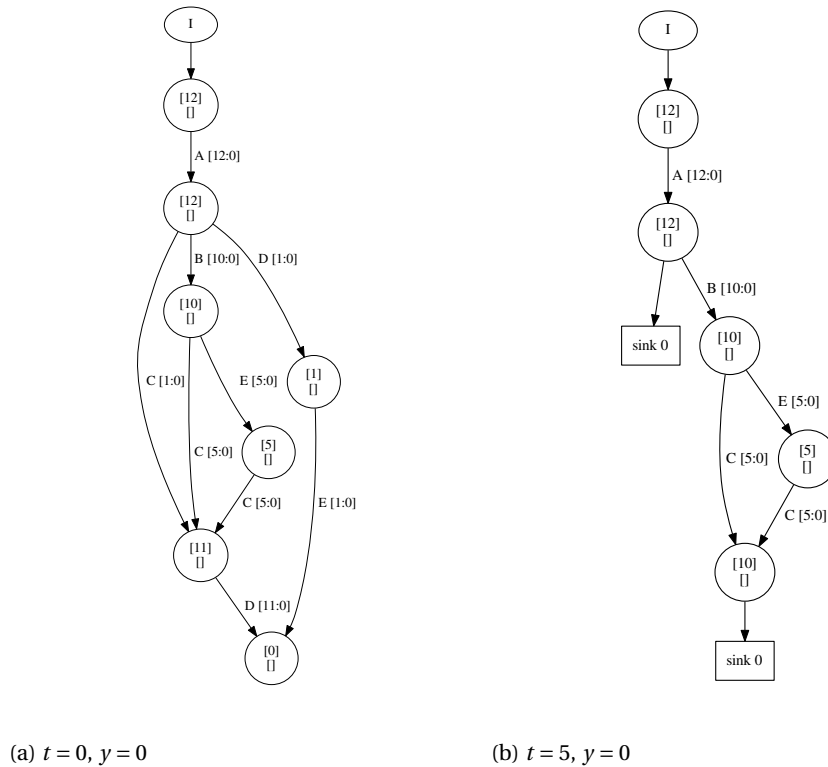 I
[12]
[]
A [12:0]
[12]
[]
B [10:0]
D [1:0]
[10]
[]
C [1:0]
E [5:0]
[1]
[]
C [5:0]
[5]
[]
C [5:0]
E [1:0]
[11]
[]
D [11:0]
[0]
[]
(a) t = 0, y = 0
I
[12]
[]
A [12:0]
[12]
[]
B [10:0]
sink 0
[10]
[]
E [5:0]
C [5:0]
[5]
[]
C [5:0]
[10]
[]
sink 0
(b) t = 5, y = 0